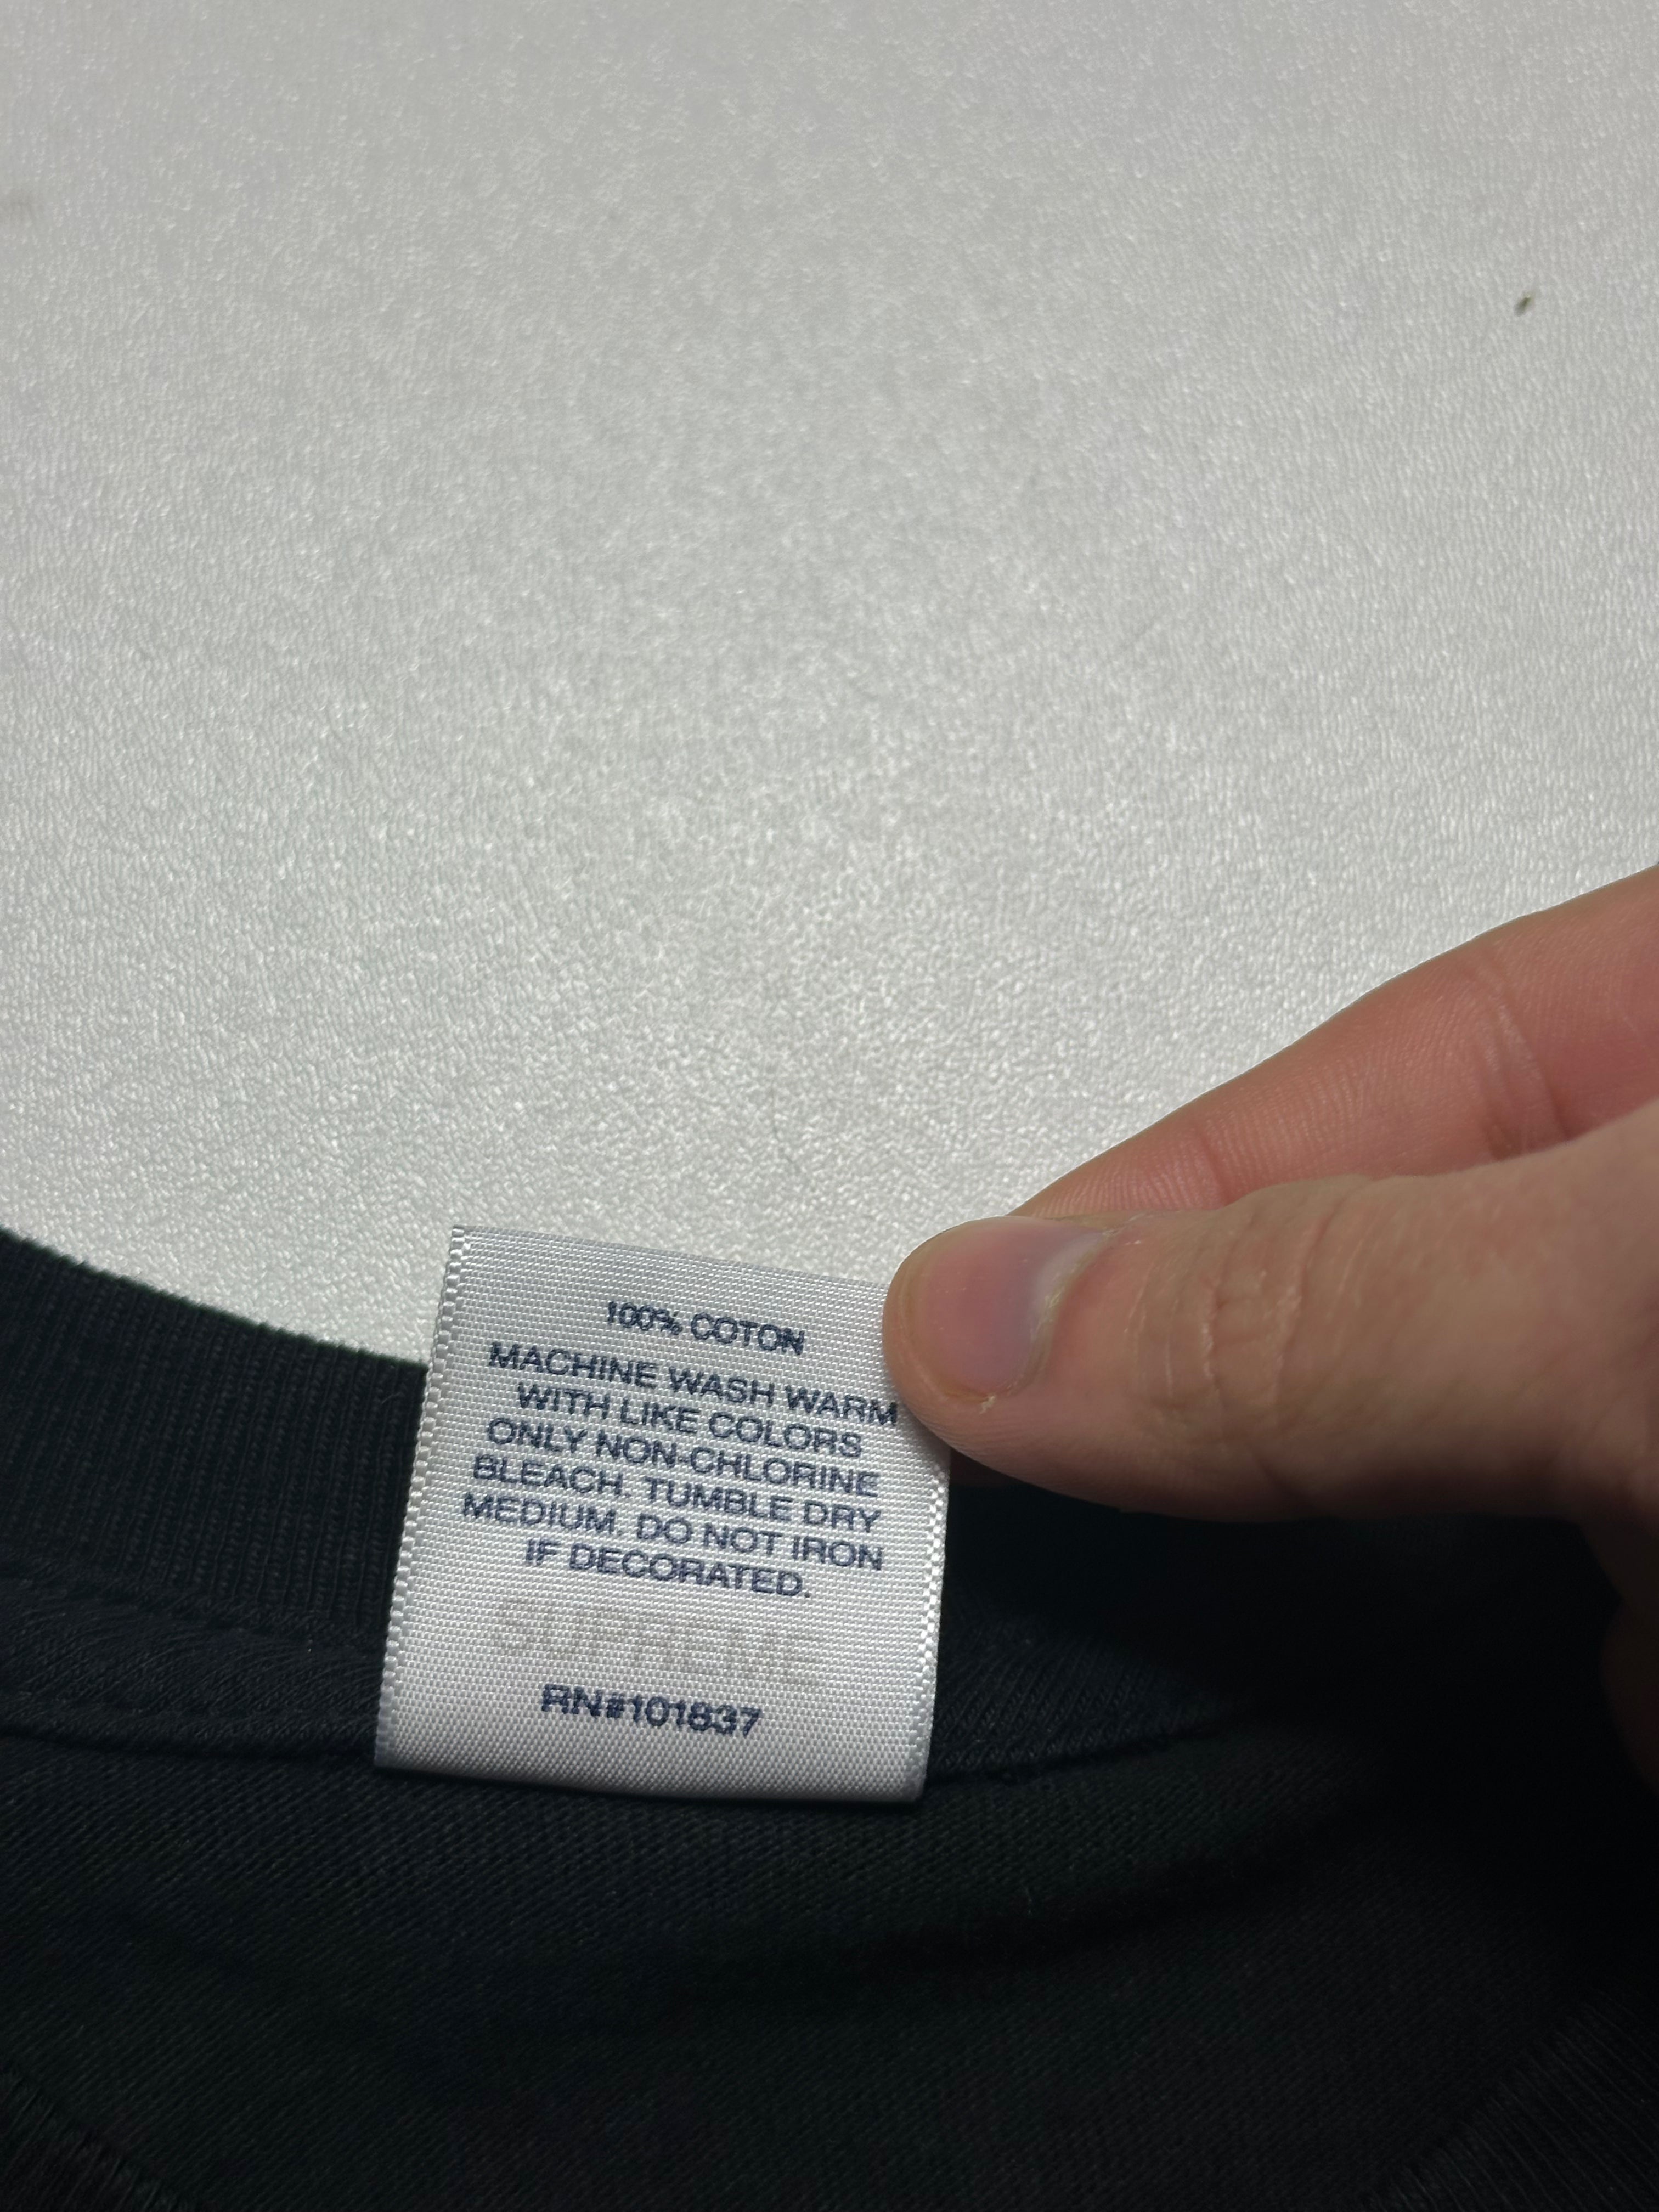 100% COTON
MACHINE WASH WARM
WITH LIKE COLORS
ONLY NON-CHLORINE
BLEACH. TUMBLE DRY
MEDIUM. DO NOT IRON
IF DECORATED.
SUPREME
RN#101837